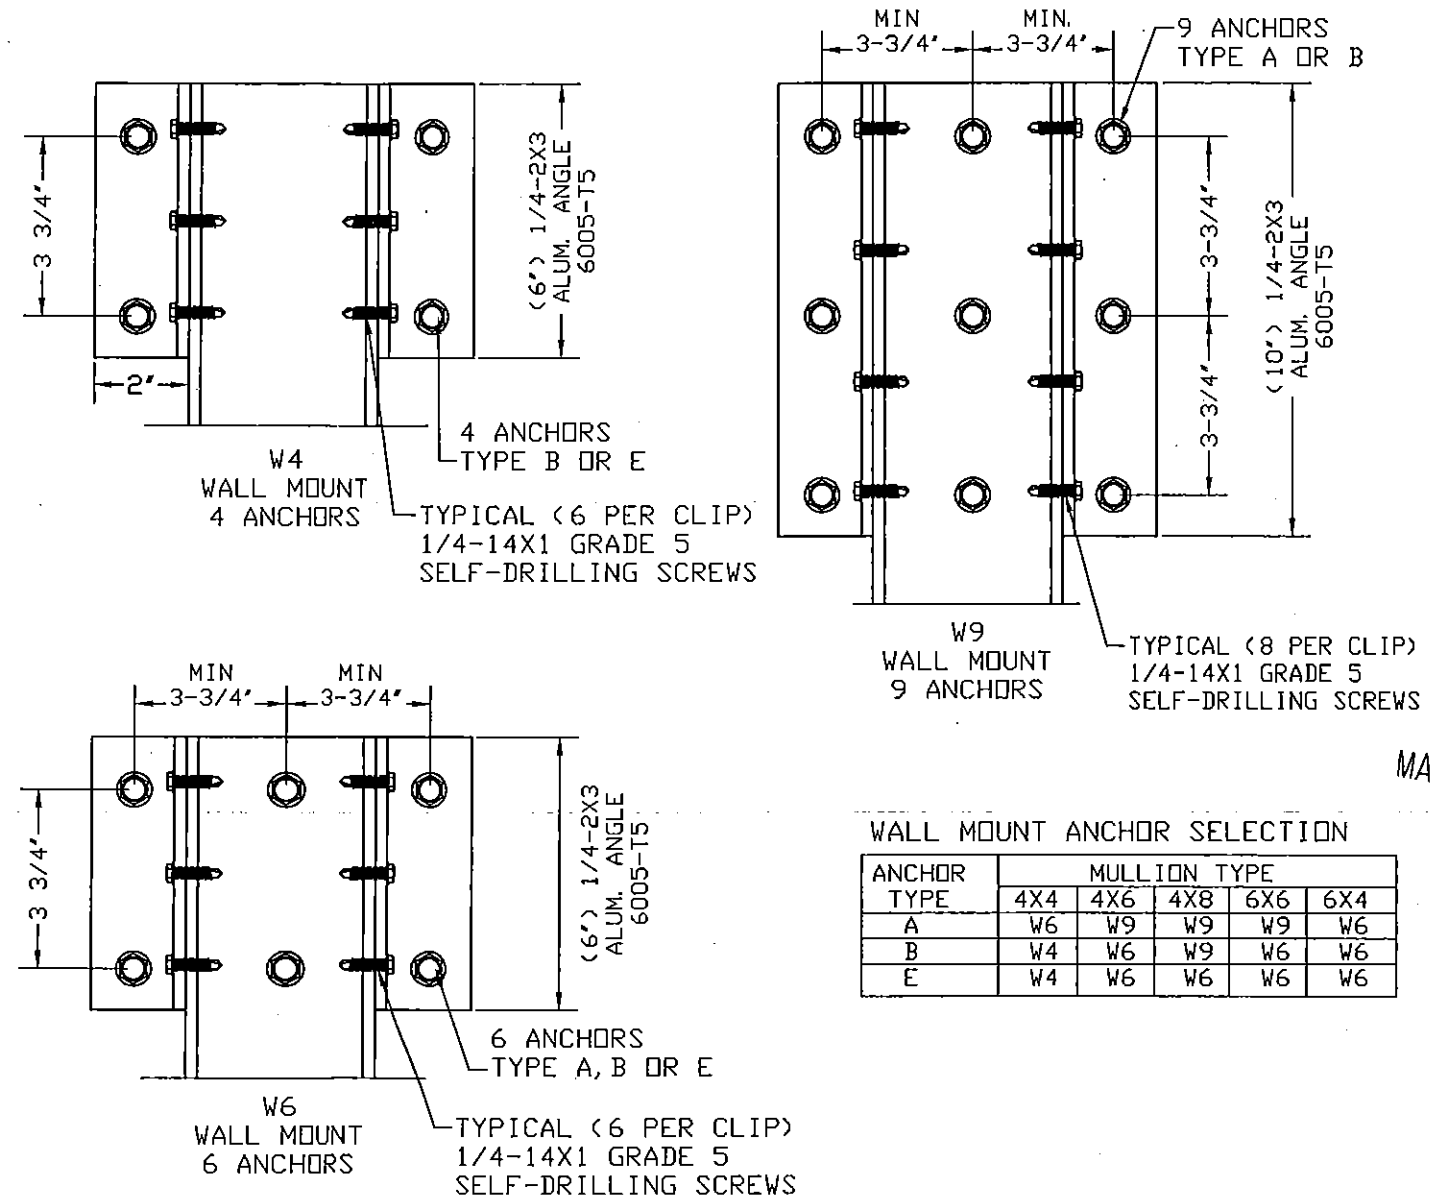 3 3/4"
2"
(6") 1/4-2X3
ALUM. ANGLE
6005-T5
4 ANCHORS
TYPE B OR E
W4
WALL MOUNT
4 ANCHORS
TYPICAL (6 PER CLIP)
1/4-14X1 GRADE 5
SELF-DRILLING SCREWS
MIN
3-3/4"
MIN.
3-3/4"
9 ANCHORS
TYPE A OR B
3-3/4"
3-3/4"
(10") 1/4-2X3
ALUM. ANGLE
6005-T5
W9
WALL MOUNT
9 ANCHORS
TYPICAL (8 PER CLIP)
1/4-14X1 GRADE 5
SELF-DRILLING SCREWS
MIN
3-3/4"
MIN
3-3/4"
3 3/4"
(6") 1/4-2X3
ALUM. ANGLE
6005-T5
6 ANCHORS
TYPE A, B OR E
W6
WALL MOUNT
6 ANCHORS
TYPICAL (6 PER CLIP)
1/4-14X1 GRADE 5
SELF-DRILLING SCREWS
MA
WALL MOUNT ANCHOR SELECTION
ANCHOR TYPE MULLION TYPE
4X4 4X6 4X8 6X6 6X4
A W6 W9 W9 W9 W6
B W4 W6 W9 W6 W6
E W4 W6 W6 W6 W6